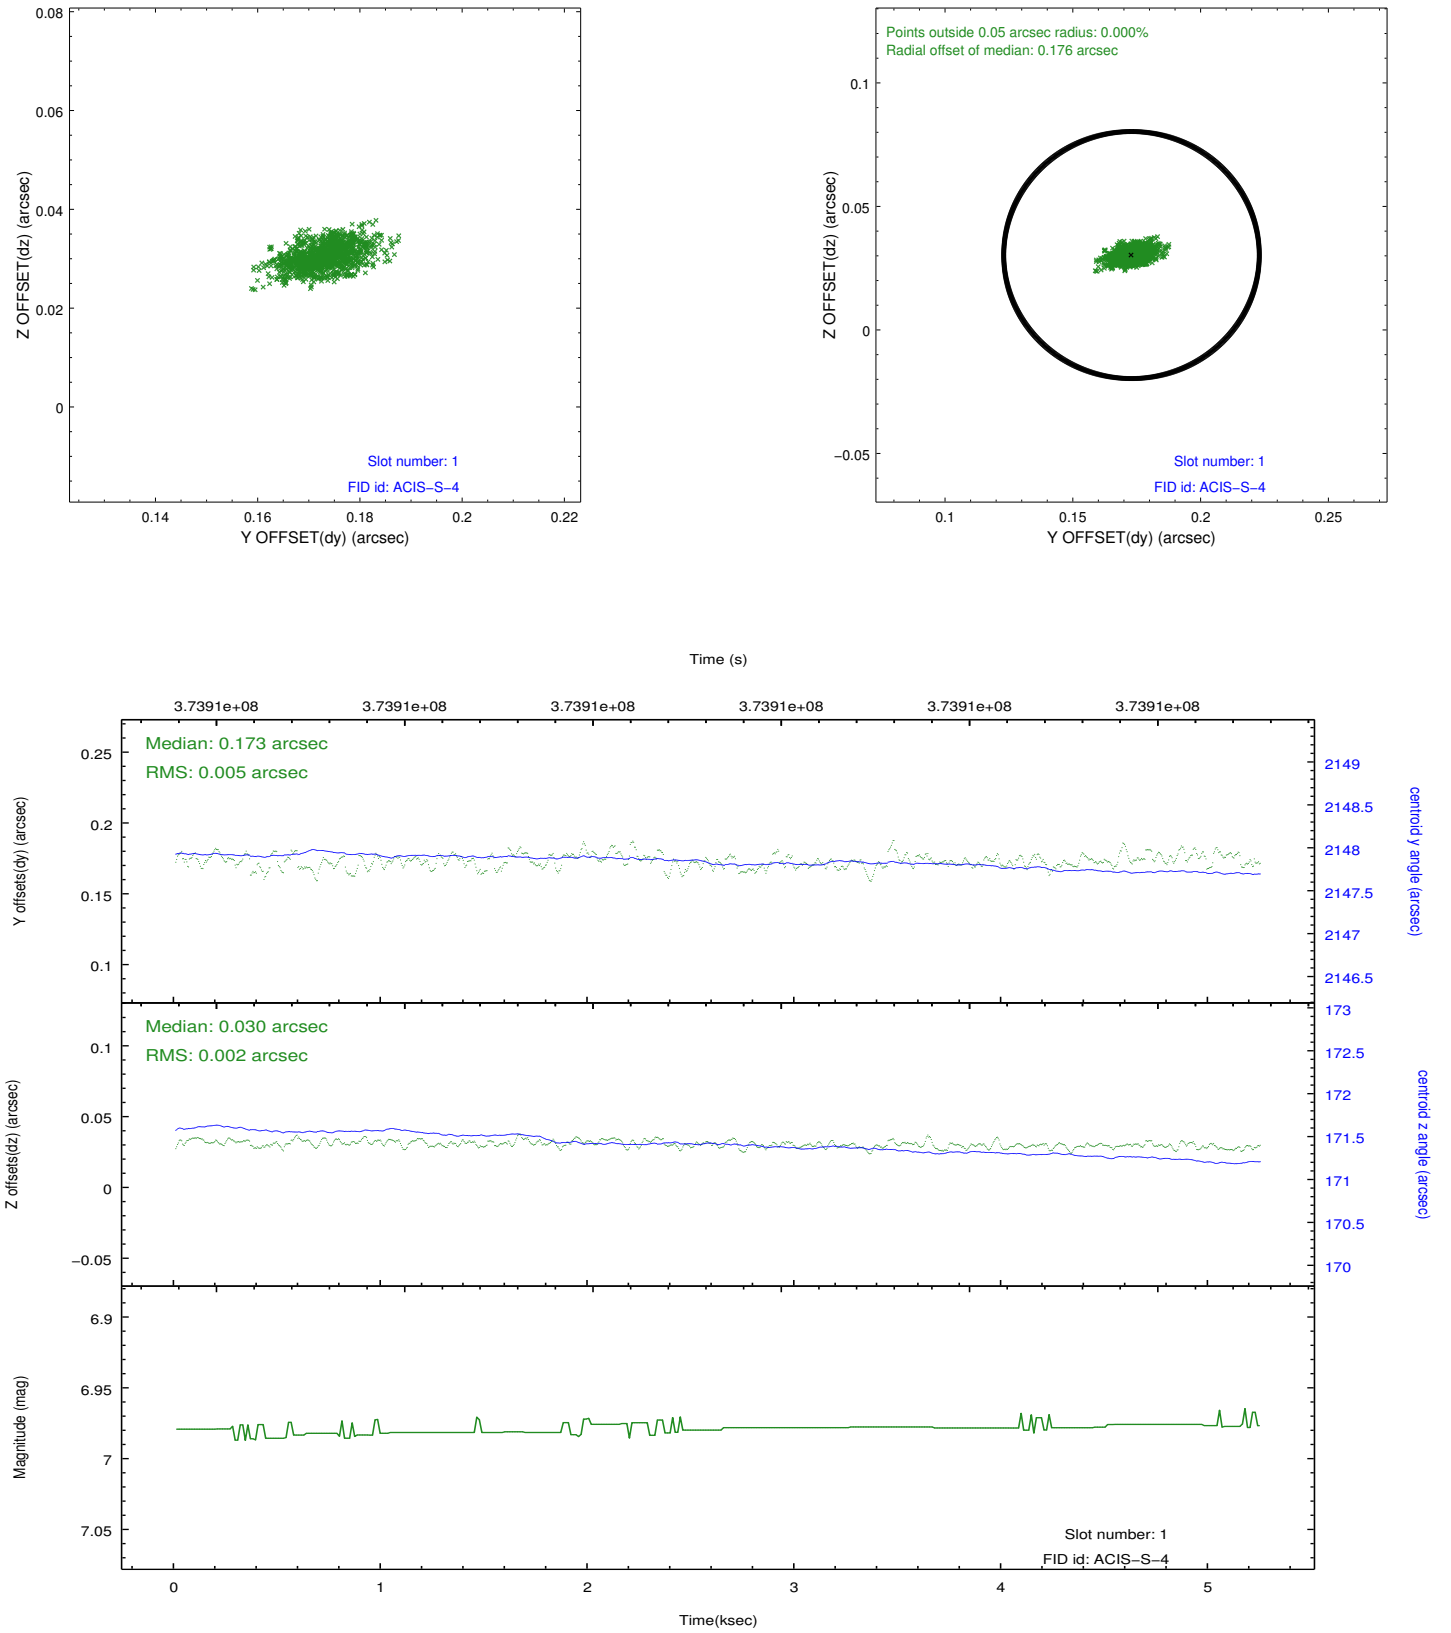 0.08
0.06
0.04
0.02
0
Z OFFSET(dz) (arcsec)
Slot number: 1
FID id: ACIS−S−4
0.14 0.16 0.18 0.2 0.22
Y OFFSET(dy) (arcsec)
Points outside 0.05 arcsec radius: 0.000%
Radial offset of median: 0.176 arcsec
0.1
0.05
0
−0.05
Z OFFSET(dz) (arcsec)
Slot number: 1
FID id: ACIS−S−4
0.1 0.15 0.2 0.25
Y OFFSET(dy) (arcsec)
Time (s)
3.7391e+08 3.7391e+08 3.7391e+08 3.7391e+08 3.7391e+08 3.7391e+08
Median: 0.173 arcsec
RMS: 0.005 arcsec
0.25
0.2
0.15
0.1
Y offsets(dy) (arcsec)
2149
2148.5
2148
2147.5
2147
2146.5
centroid y angle (arcsec)
Median: 0.030 arcsec
RMS: 0.002 arcsec
0.1
0.05
0
−0.05
Z offsets(dz) (arcsec)
173
172.5
172
171.5
171
170.5
170
centroid z angle (arcsec)
6.9
6.95
7
7.05
Magnitude (mag)
Slot number: 1
FID id: ACIS−S−4
0 1 2 3 4 5
Time(ksec)